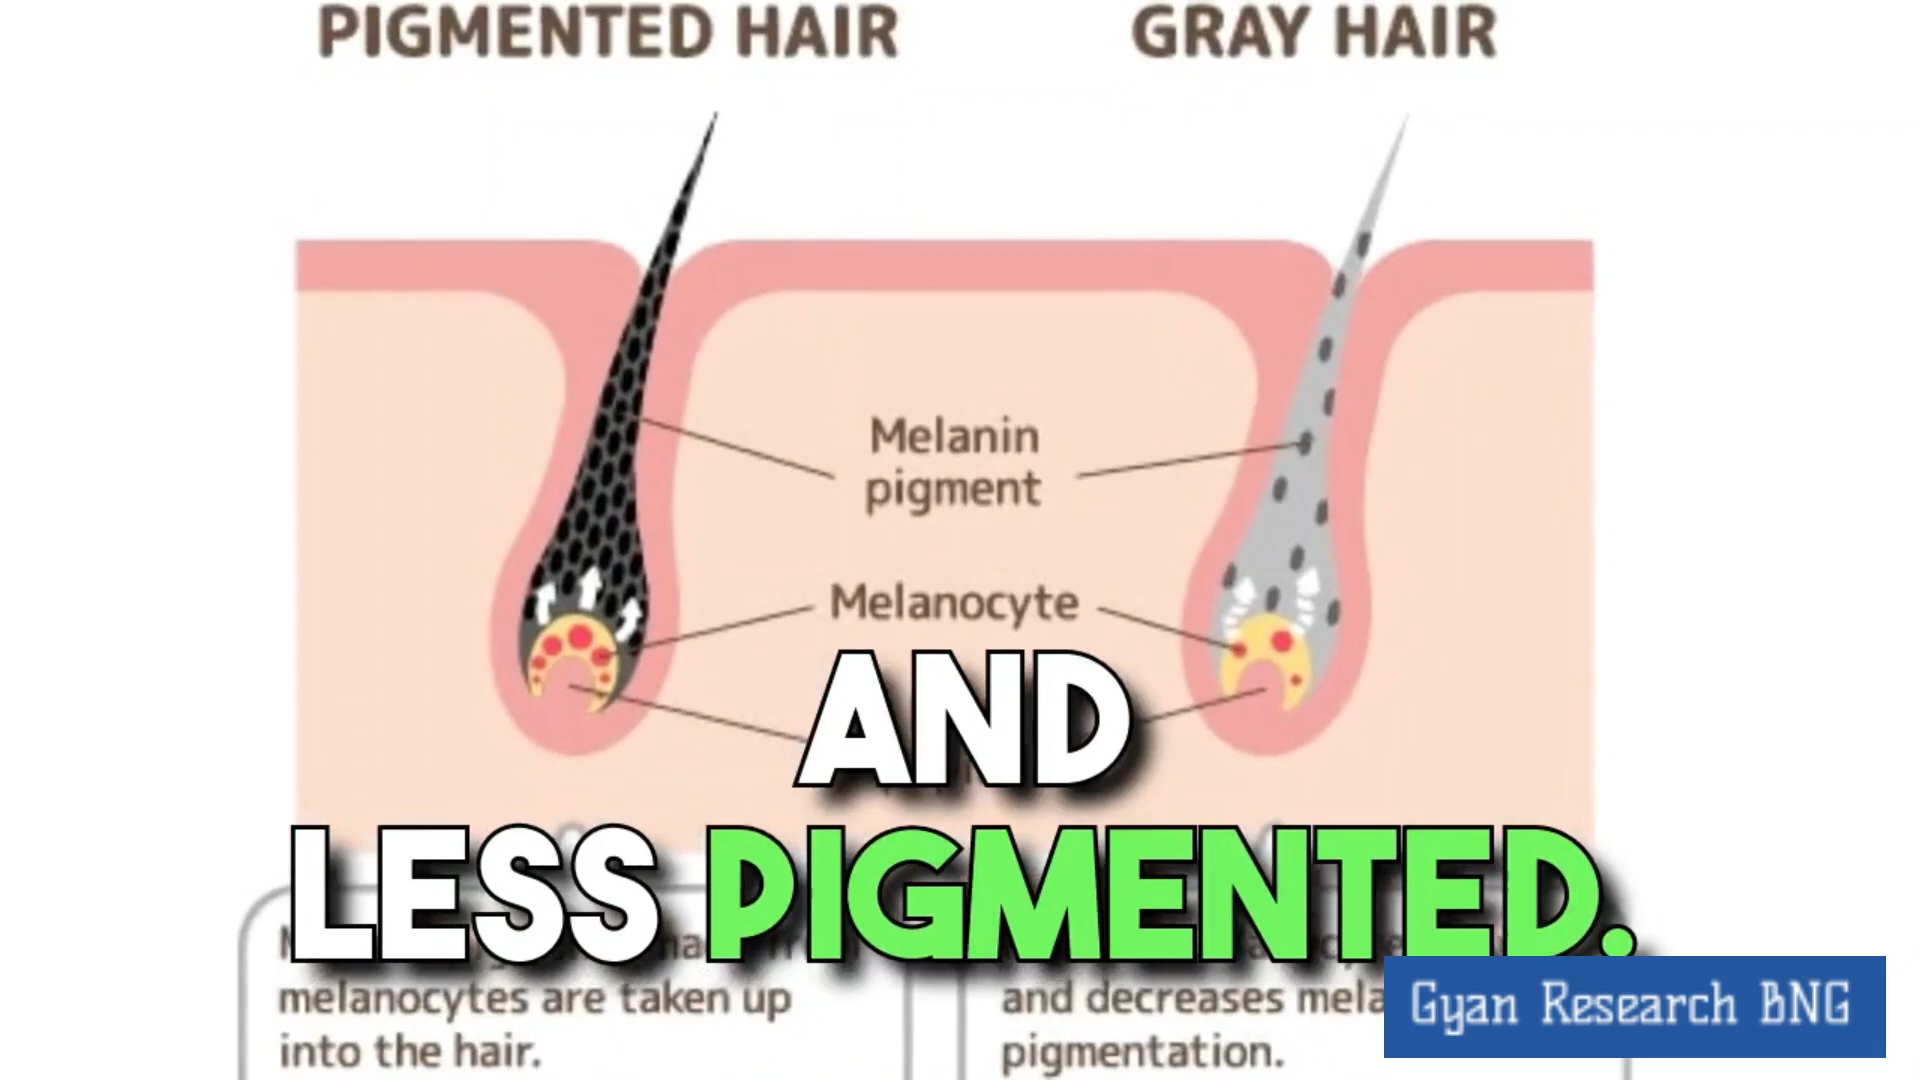 PIGMENTED HAIR
GRAY HAIR
Melanin
pigment
Melanocyte
AND
LESS PIGMENTED.
melanocytes are taken up
into the hair.
and decreases
pigmentation.
Gyan Research BNG